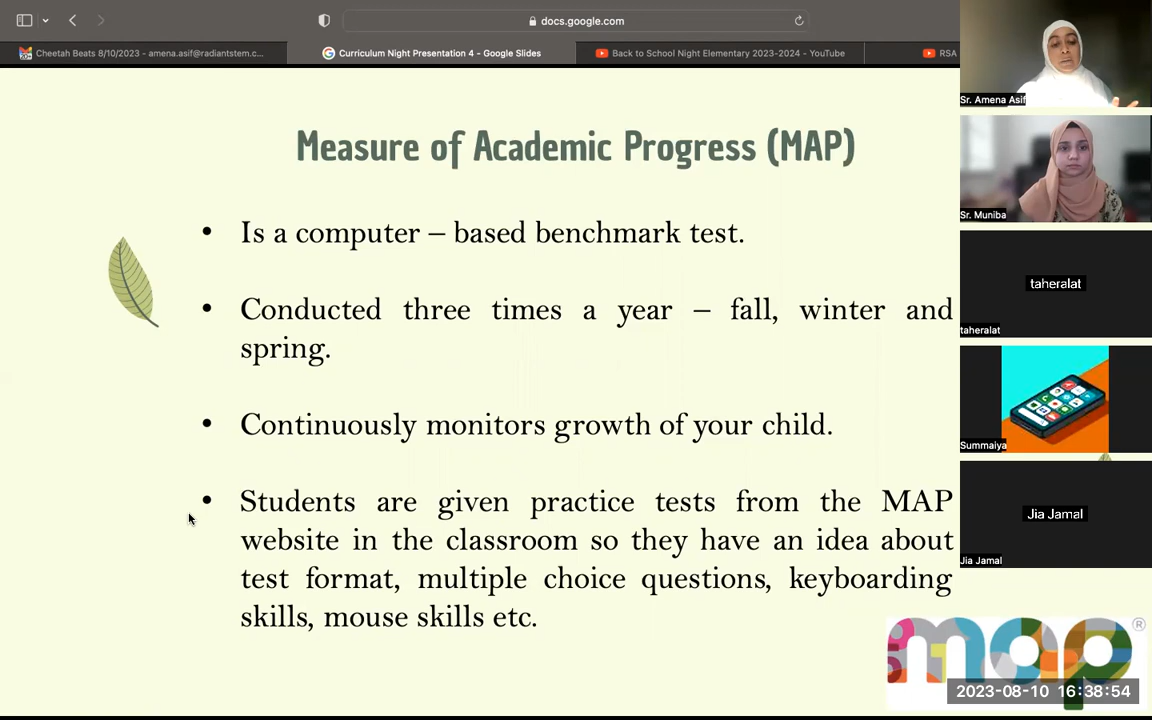 docs.google.com
Cheetah Beats 8/10/2023 - amena.asif@radiantstem.c...
Curriculum Night Presentation 4 - Google Slides
Back to School Night Elementary 2023-2024 - YouTube
RSA
Sr. Amena Asif
Sr. Muniba
taheralat
taheralat
Summaiya
Jia Jamal
Jia Jamal
Measure of Academic Progress (MAP)
• Is a computer – based benchmark test.
• Conducted three times a year – fall, winter and
spring.
• Continuously monitors growth of your child.
• Students are given practice tests from the MAP
website in the classroom so they have an idea about
test format, multiple choice questions, keyboarding
skills, mouse skills etc.
map®
2023-08-10 16:38:54